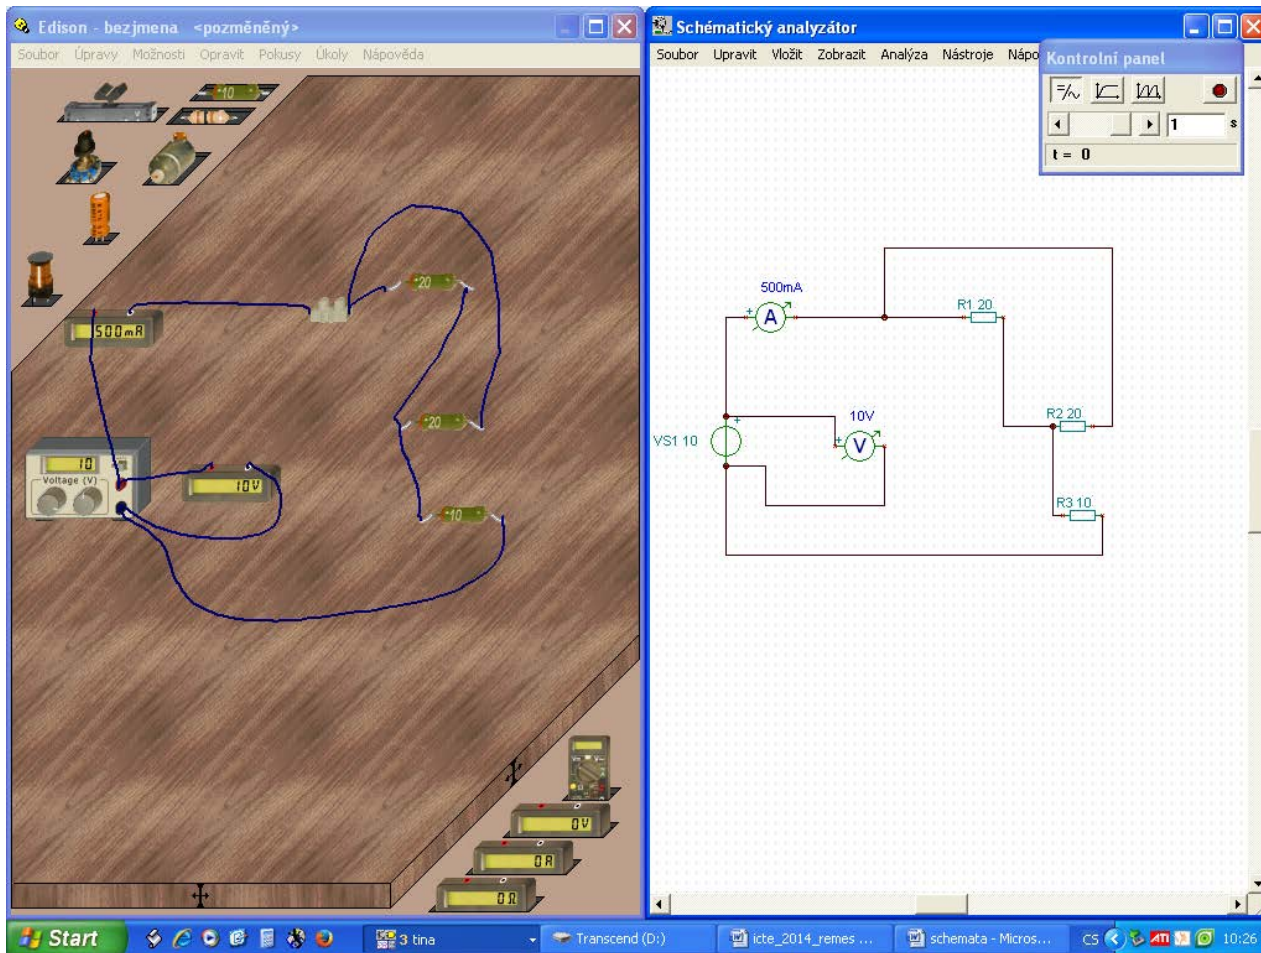 Edison - bezjmena <pozměněný>
Soubor Úpravy Možnosti Opravit Pokusy Úkoly Nápověda
10
500mA
20
20
10
Voltage (V)
10V
10
0V
0A
0Ω
Schématický analyzátor
Soubor Upravit Vložit Zobrazit Analýza Nástroje Nápo
Kontrolní panel
1 s
t = 0
500mA
+
A
R1 20
10V
+
VS1 10
+
V
R2 20
R3 10
Start
3 tina
Transcend (D:)
icte_2014_remes ...
schemata - Micros...
CS
ATI
10:26